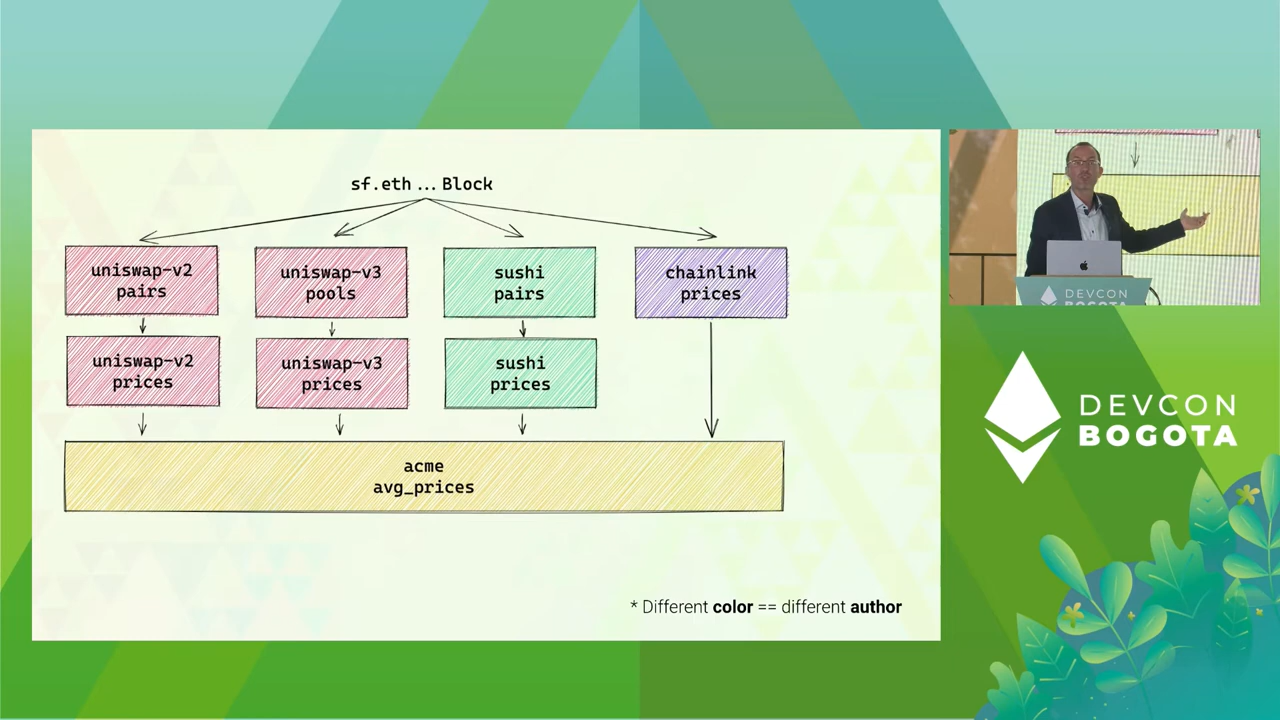 sf.eth ... Block
uniswap-v2
pairs
uniswap-v3
pools
sushi
pairs
chainlink
prices
uniswap-v2
prices
uniswap-v3
prices
sushi
prices
acme
avg_prices
* Different color == different author
DEVCON
BOGOTA
DEVCON
BOGOTA